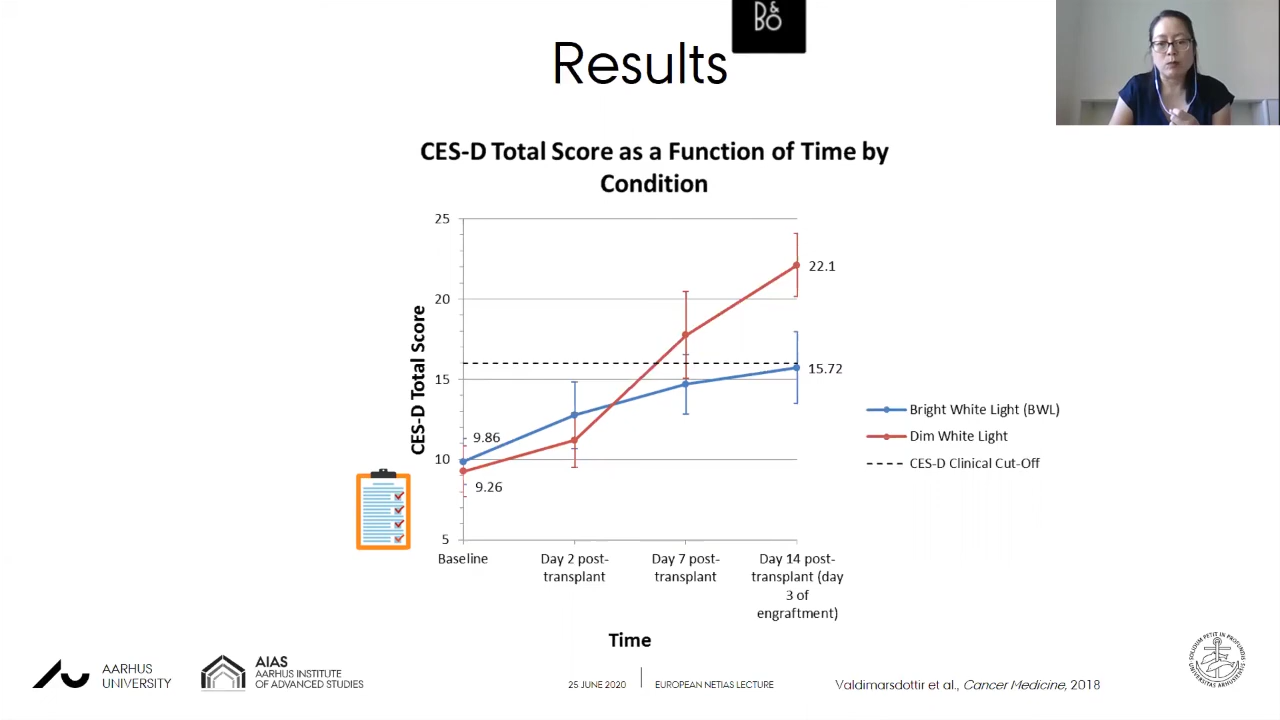 B&O
Results
CES-D Total Score as a Function of Time by
Condition
25
20
15
10
5
CES-D Total Score
22.1
15.72
9.86
9.26
Bright White Light (BWL)
Dim White Light
CES-D Clinical Cut-Off
Baseline
Day 2 post-
transplant
Day 7 post-
transplant
Day 14 post-
transplant (day
3 of
engraftment)
Time
AARHUS
UNIVERSITY
AIAS
AARHUS INSTITUTE
OF ADVANCED STUDIES
25 JUNE 2020
EUROPEAN NETIAS LECTURE
Valdimarsdottir et al., Cancer Medicine, 2018